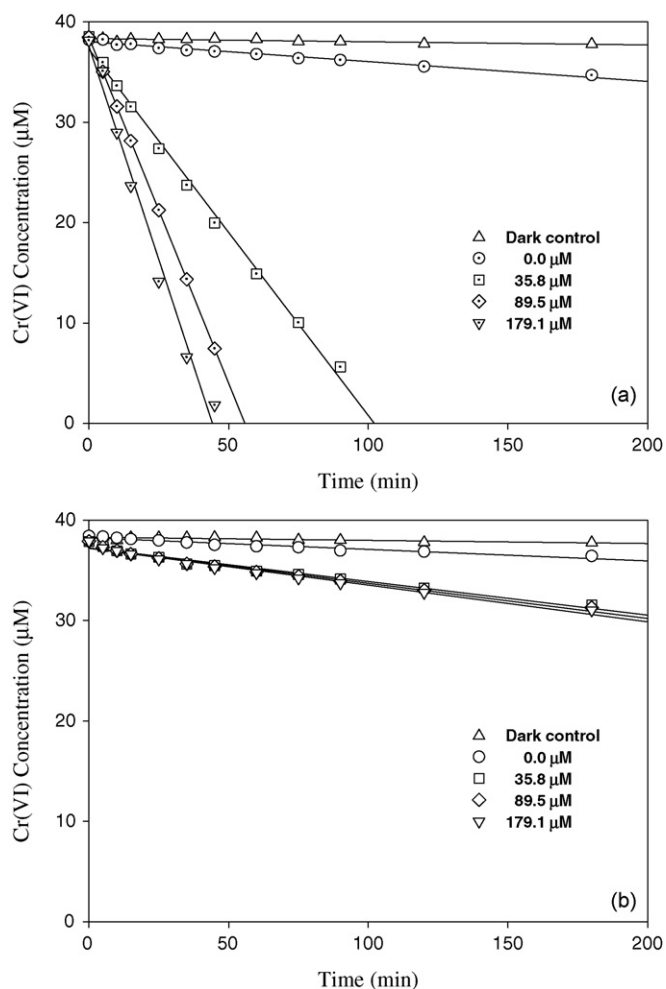 40
30
20
10
0
Cr(VI) Concentration (µM)
Dark control
0.0 µM
35.8 µM
89.5 µM
179.1 µM
(a)
0 50 100 150 200
Time (min)
40
30
20
10
0
Cr(VI) Concentration (µM)
Dark control
0.0 µM
35.8 µM
89.5 µM
179.1 µM
(b)
0 50 100 150 200
Time (min)